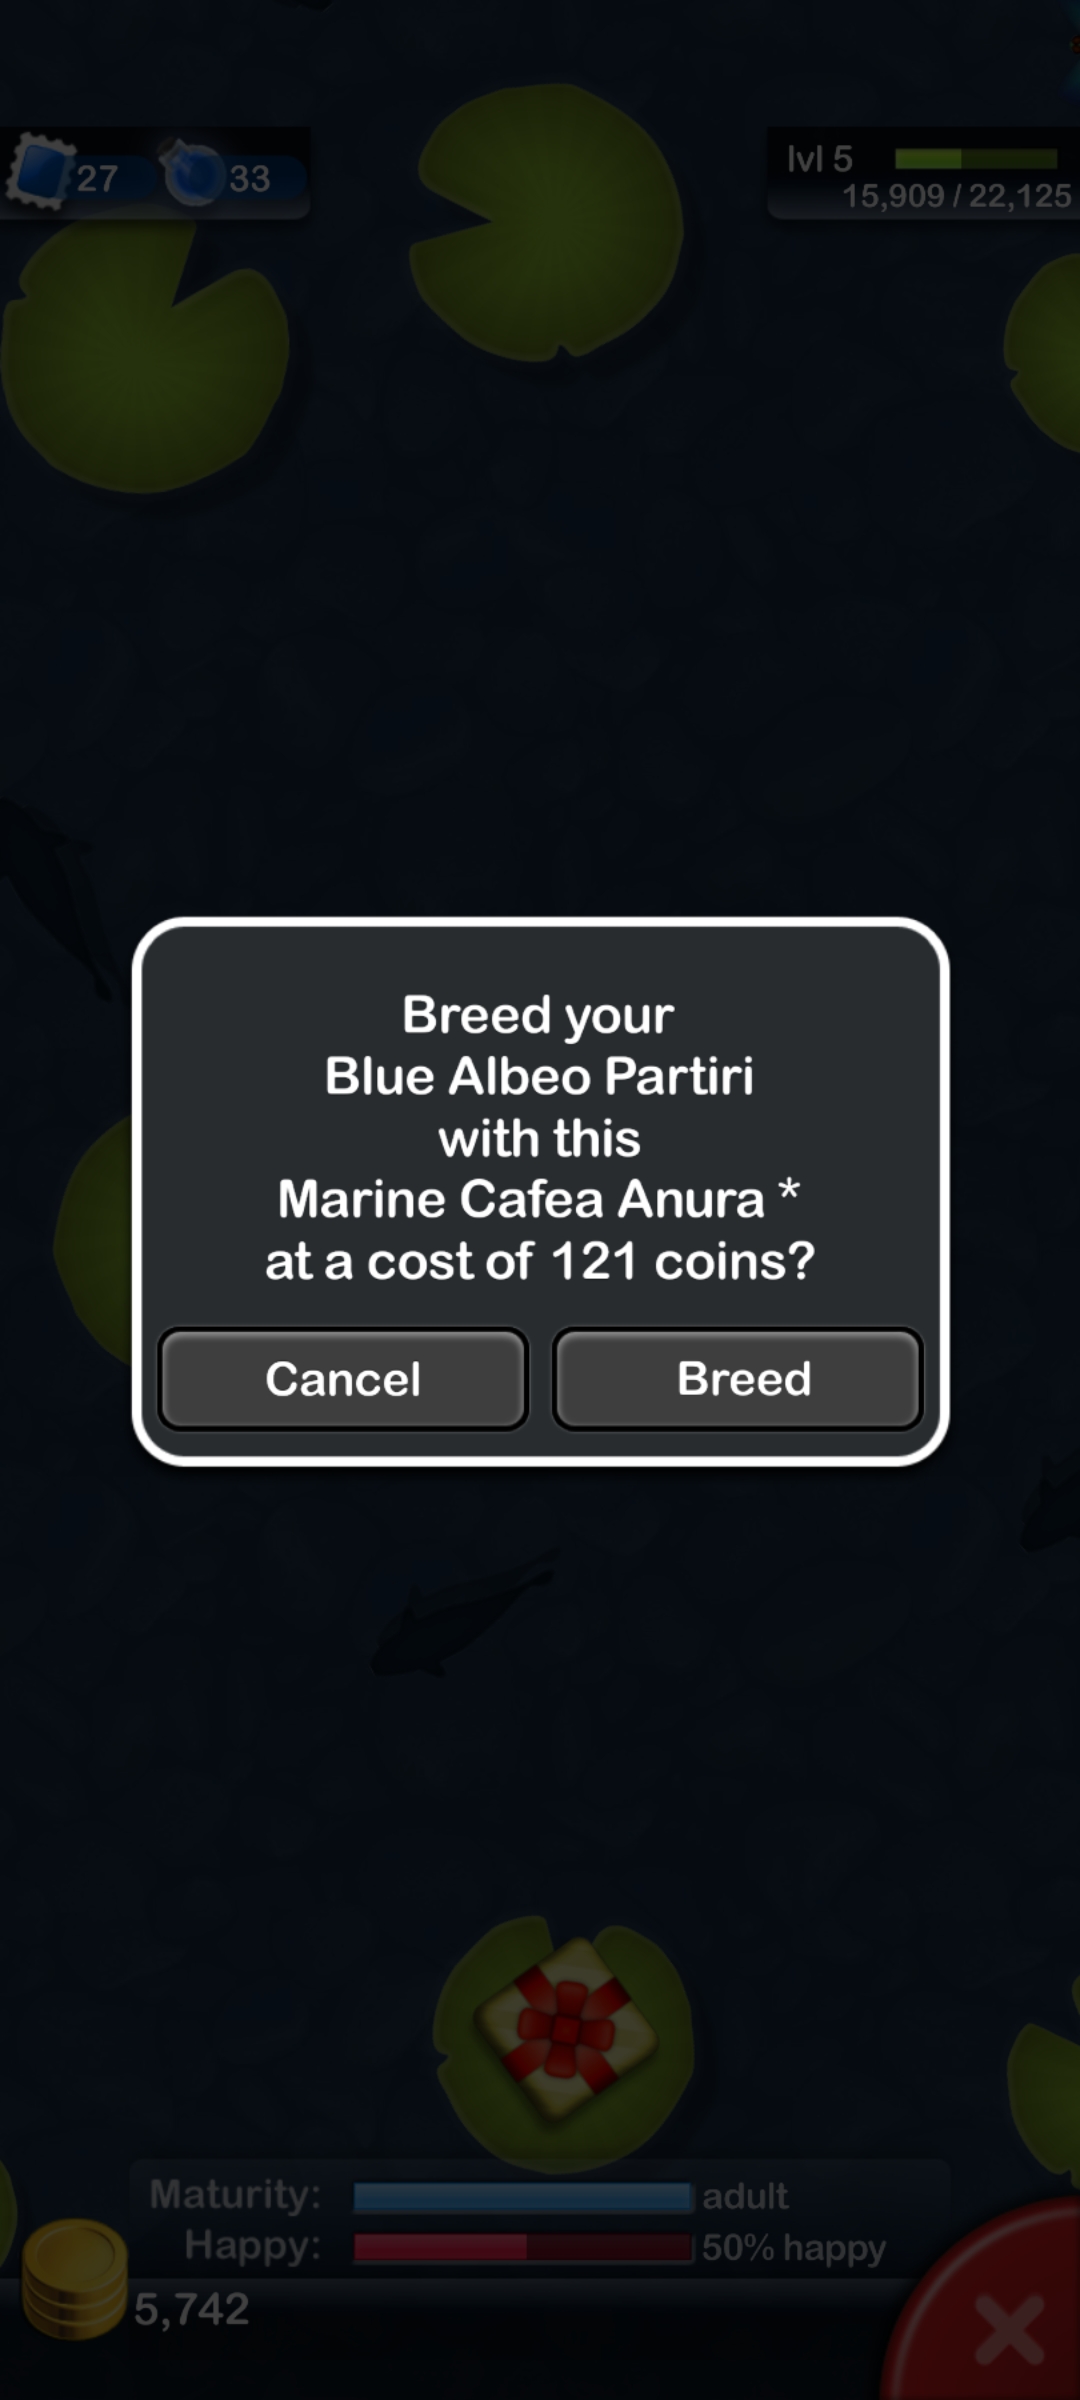 27
33
lvl 5
15,909 / 22,125
Breed your
Blue Albeo Partiri
with this
Marine Cafea Anura *
at a cost of 121 coins?
Cancel
Breed
Maturity:
adult
Happy:
50% happy
5,742